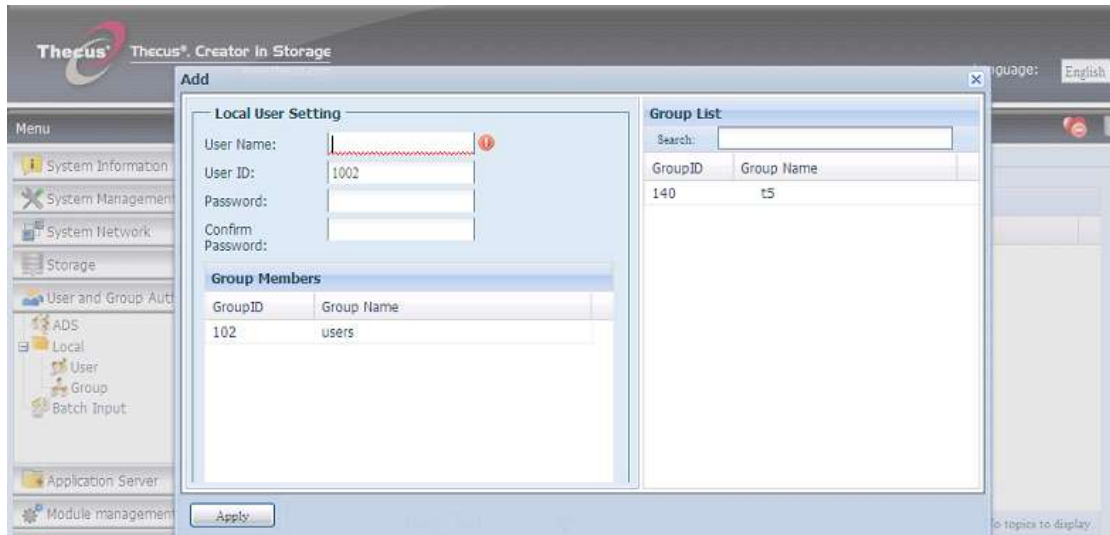 Thecus® Thecus®. Creator in Storage
Language:
English
Add
Menu
System Information
System Management
System Network
Storage
User and Group Auth
ADS
Local
User
Group
Batch Input
Application Server
Module management
Local User Setting
User Name:
User ID: 1002
Password:
Confirm
Password:
Group Members
GroupID Group Name
102 users
Group List
Search:
GroupID Group Name
140 t5
Apply
to display